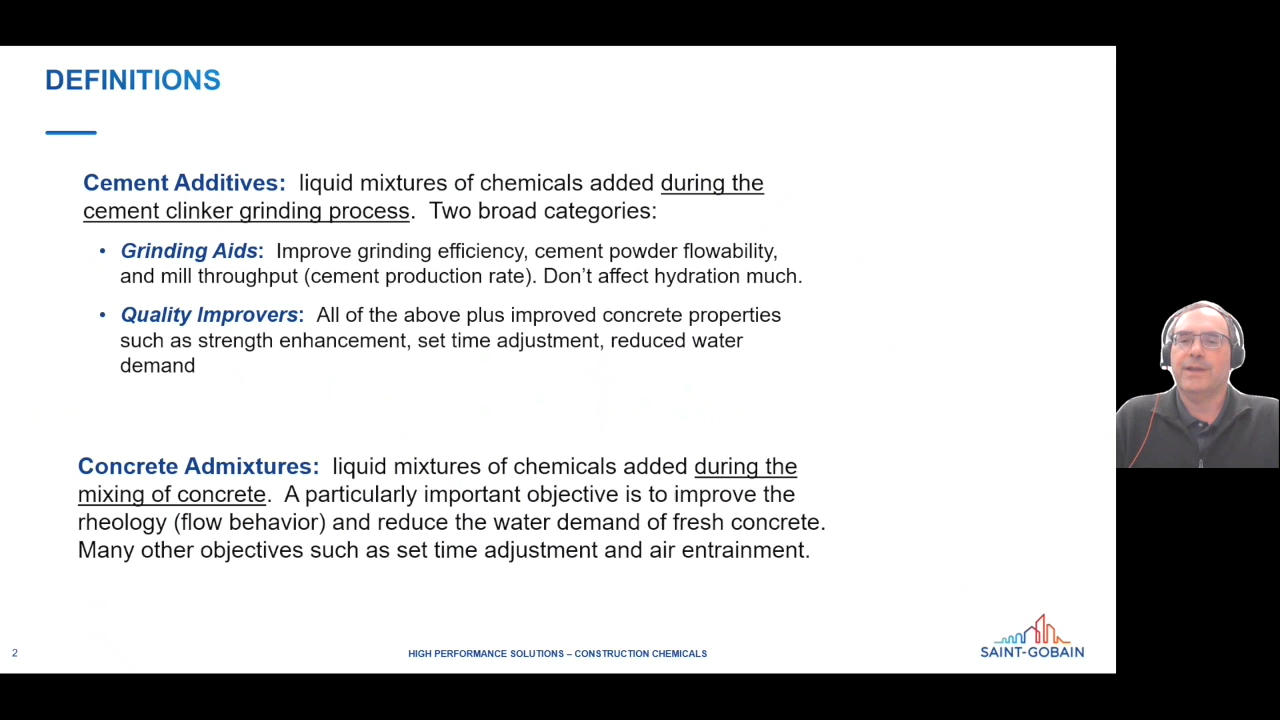 DEFINITIONS
Cement Additives: liquid mixtures of chemicals added during the
cement clinker grinding process. Two broad categories:
• Grinding Aids: Improve grinding efficiency, cement powder flowability,
and mill throughput (cement production rate). Don’t affect hydration much.
• Quality Improvers: All of the above plus improved concrete properties
such as strength enhancement, set time adjustment, reduced water
demand
Concrete Admixtures: liquid mixtures of chemicals added during the
mixing of concrete. A particularly important objective is to improve the
rheology (flow behavior) and reduce the water demand of fresh concrete.
Many other objectives such as set time adjustment and air entrainment.
2
HIGH PERFORMANCE SOLUTIONS – CONSTRUCTION CHEMICALS
SAINT-GOBAIN